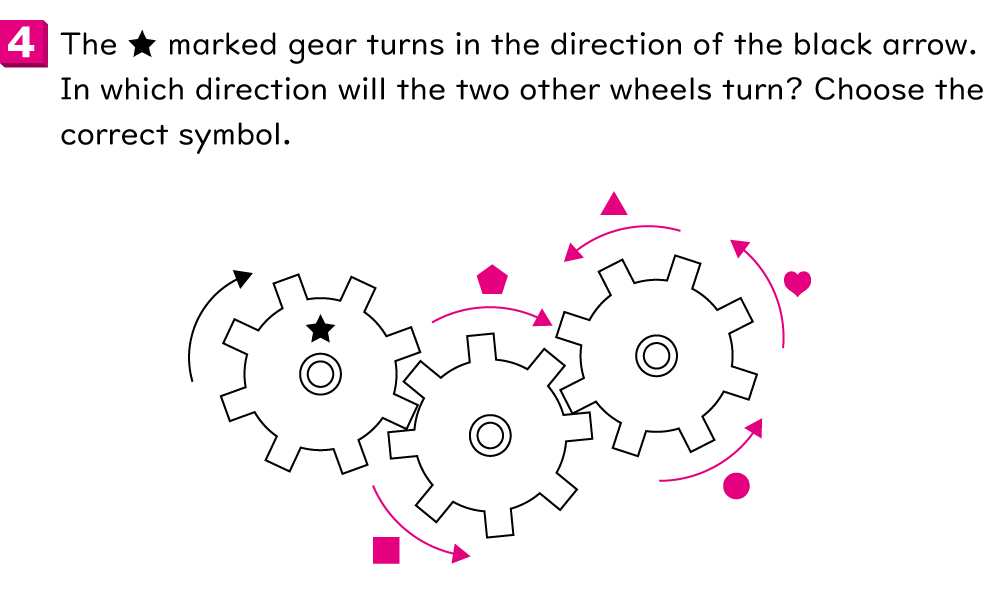 4 The ★ marked gear turns in the direction of the black arrow.
In which direction will the two other wheels turn? Choose the
correct symbol.